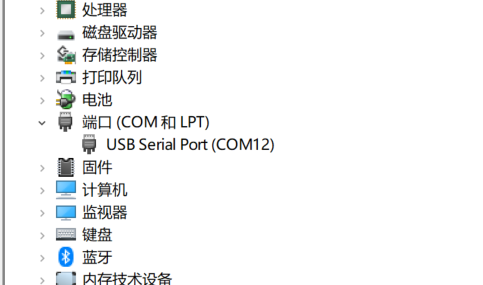 处理器
磁盘驱动器
存储控制器
打印队列
电池
端口 (COM 和 LPT)
USB Serial Port (COM12)
固件
计算机
监视器
键盘
蓝牙
内存技术设备